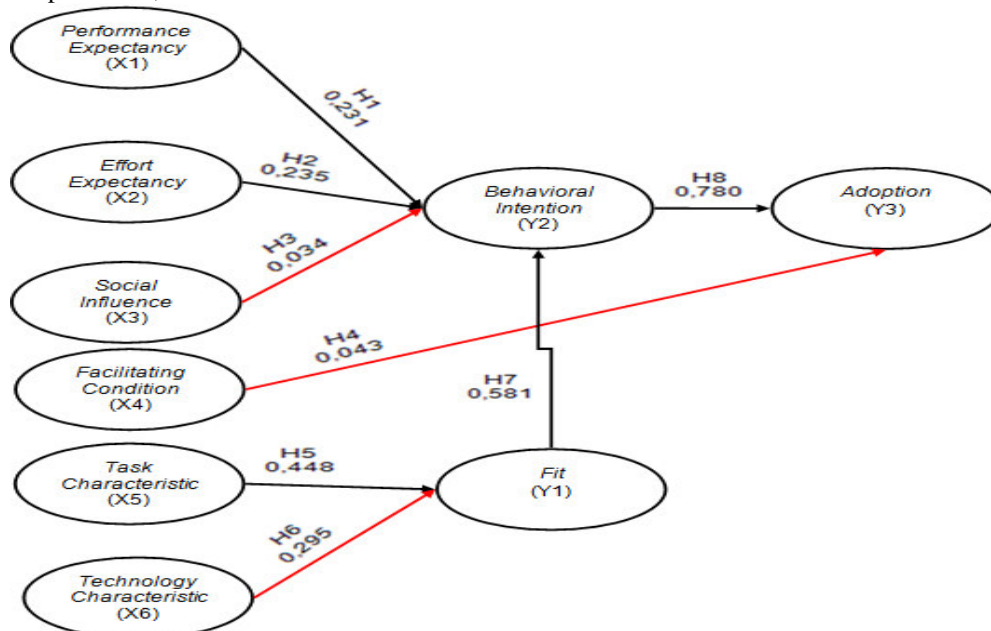 Performance
Expectancy
(X1)
H1
0,231
Effort
Expectancy
(X2)
H2
0,235
Behavioral
Intention
(Y2)
H8
0,780
Adoption
(Y3)
H3
0,034
Social
Influence
(X3)
H4
0,043
Facilitating
Condition
(X4)
H7
0,581
Task
Characteristic
(X5)
H5
0,448
Fit
(Y1)
H6
0,295
Technology
Characteristic
(X6)